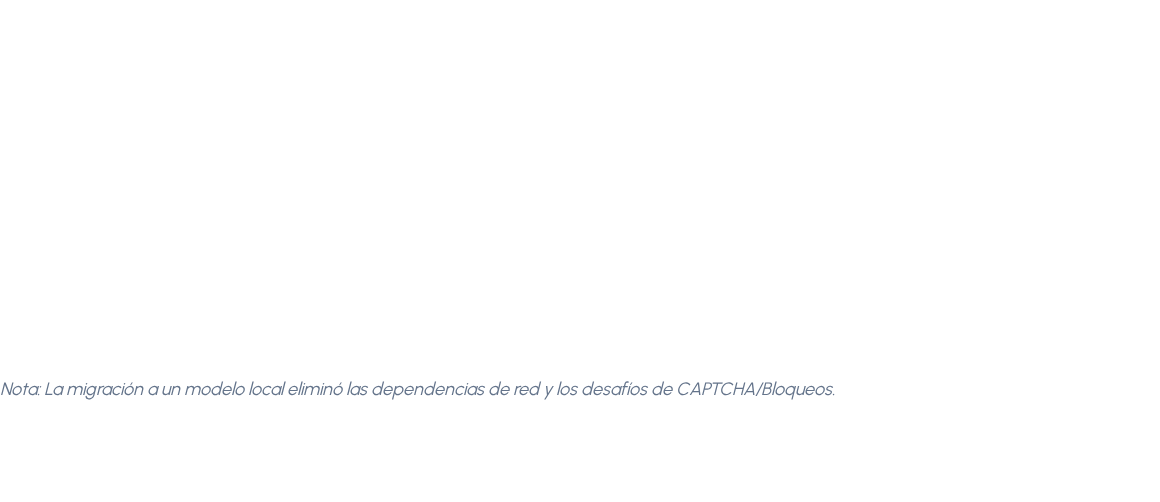 Nota: La migración a un modelo local eliminó las dependencias de red y los desafíos de CAPTCHA/Bloqueos.